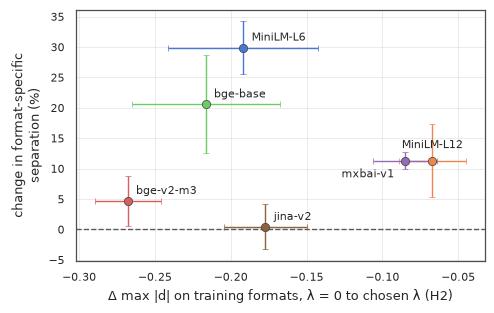 35
30
25
20
15
10
5
0
−5
change in format-specific
separation (%)
MiniLM-L6
bge-base
MiniLM-L12
mxbai-v1
bge-v2-m3
jina-v2
−0.30 −0.25 −0.20 −0.15 −0.10 −0.05
Δ max |d| on training formats, λ = 0 to chosen λ (H2)